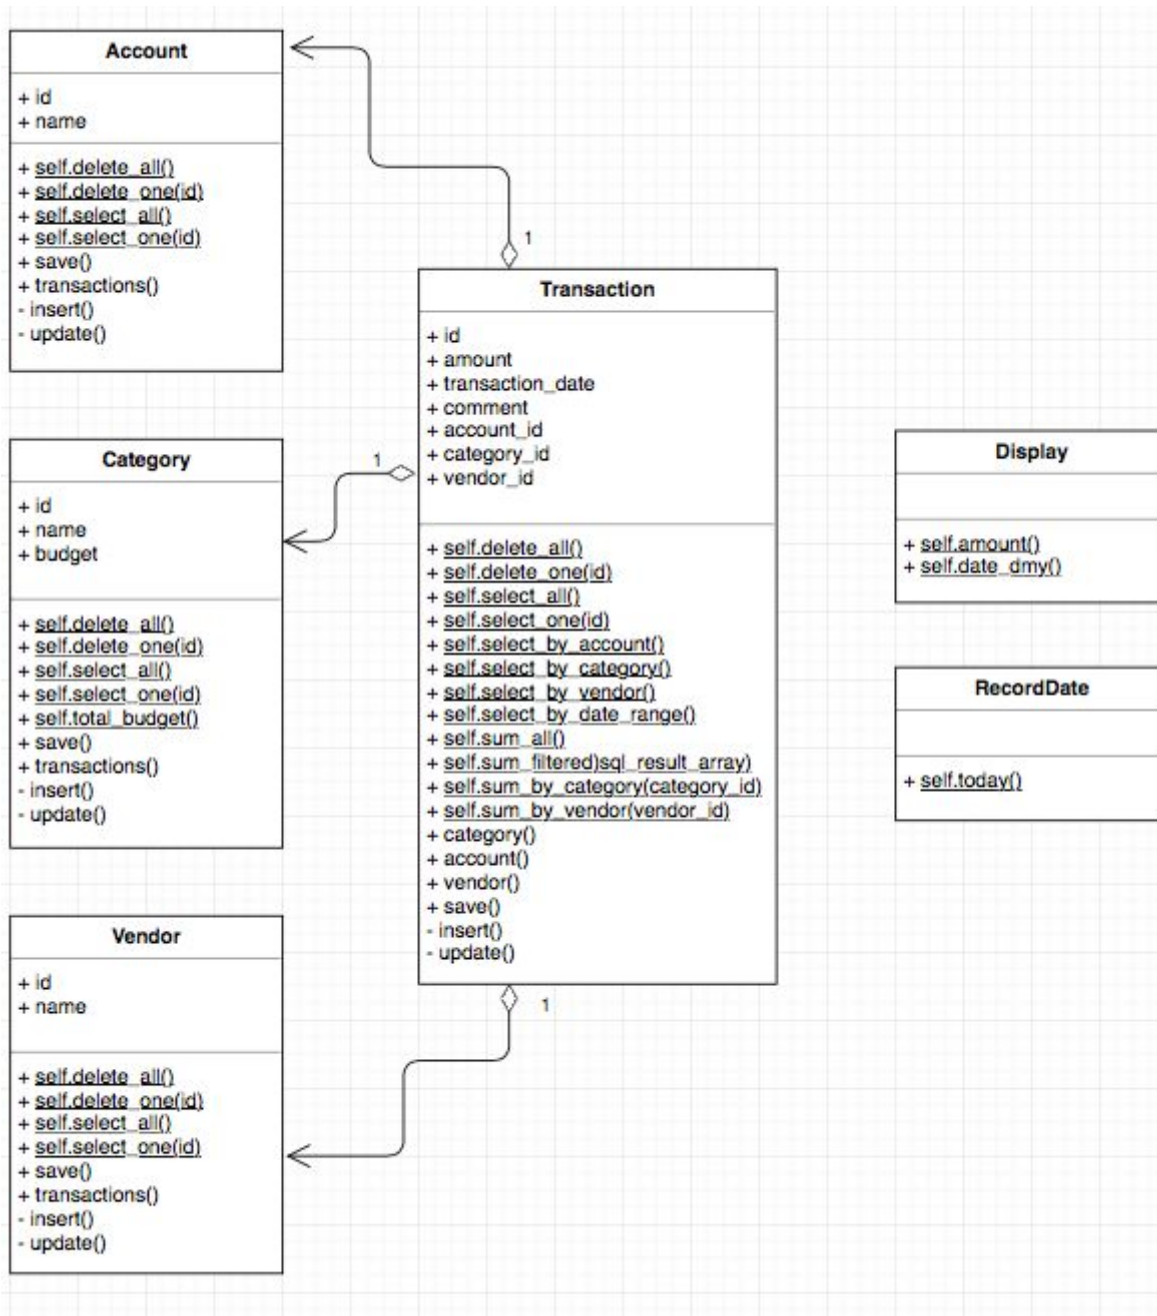 Account
+ id
+ name
+ self.delete_all()
+ self.delete_one(id)
+ self.select_all()
+ self.select_one(id)
+ save()
+ transactions()
- insert()
- update()
1
Transaction
+ id
+ amount
+ transaction_date
+ comment
+ account_id
+ category_id
+ vendor_id
+ self.delete_all()
+ self.delete_one(id)
+ self.select_all()
+ self.select_one(id)
+ self.select_by_account()
+ self.select_by_category()
+ self.select_by_vendor()
+ self.select_by_date_range()
+ self.sum_all()
+ self.sum_filtered)sql_result_array)
+ self.sum_by_category(category_id)
+ self.sum_by_vendor(vendor_id)
+ category()
+ account()
+ vendor()
+ save()
- insert()
- update()
1
Category
+ id
+ name
+ budget
+ self.delete_all()
+ self.delete_one(id)
+ self.select_all()
+ self.select_one(id)
+ self.total_budget()
+ save()
+ transactions()
- insert()
- update()
1
Vendor
+ id
+ name
+ self.delete_all()
+ self.delete_one(id)
+ self.select_all()
+ self.select_one(id)
+ save()
+ transactions()
- insert()
- update()
Display
+ self.amount()
+ self.date_dmy()
RecordDate
+ self.today()